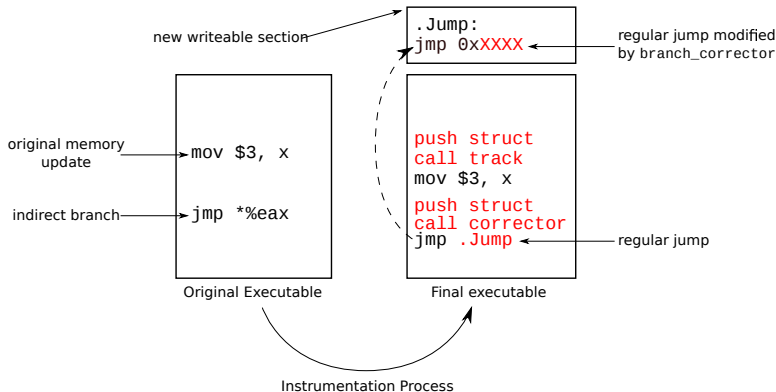 new writeable section
.Jump:
jmp 0xXXXX
regular jump modified
by branch_corrector
original memory
update
mov $3, x
indirect branch
jmp *%eax
push struct
call track
mov $3, x
push struct
call corrector
jmp .Jump
regular jump
Original Executable
Final executable
Instrumentation Process